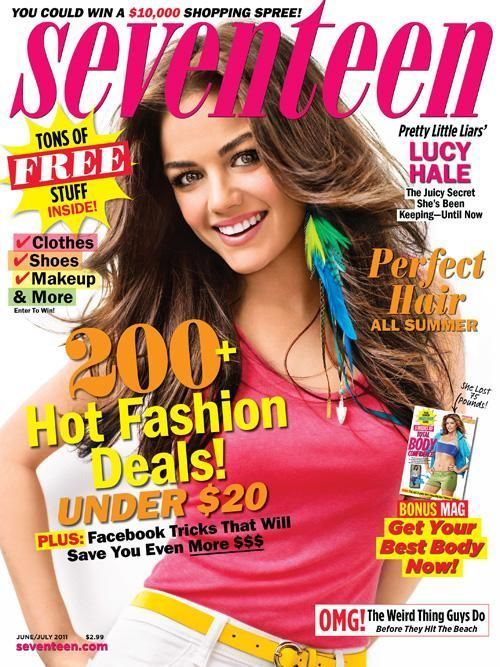 YOU COULD WIN A $10,000 SHOPPING SPREE!
seventeen
TONS OF
FREE
STUFF
INSIDE!
✓Clothes
✓Shoes
✓Makeup
& More
Enter To Win!
Pretty Little Liars'
LUCY
HALE
The Juicy Secret
She's Been
Keeping—Until Now
Perfect
Hair
ALL SUMMER
200+
Hot Fashion
Deals!
UNDER $20
PLUS: Facebook Tricks That Will
Save You Even More $$$
She Lost
75
Pounds!
TOTAL
BODY
CONFIDENCE
BONUS MAG
Get Your
Best Body
Now!
OMG! The Weird Thing Guys Do
Before They Hit The Beach
JUNE/JULY 2011 $2.99
seventeen.com